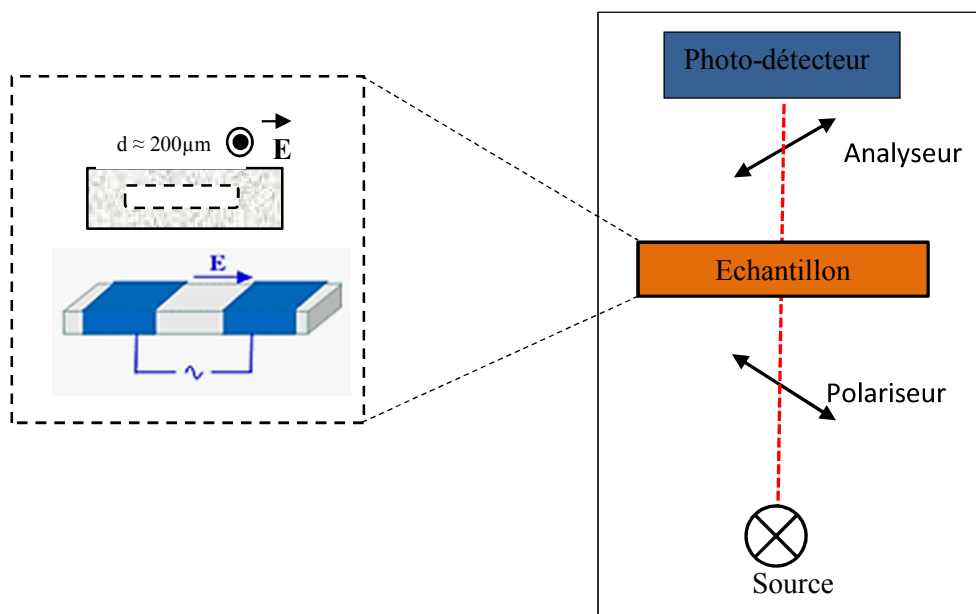 d ≈ 200µm
E
E
Photo-détecteur
Analyseur
Echantillon
Polariseur
Source